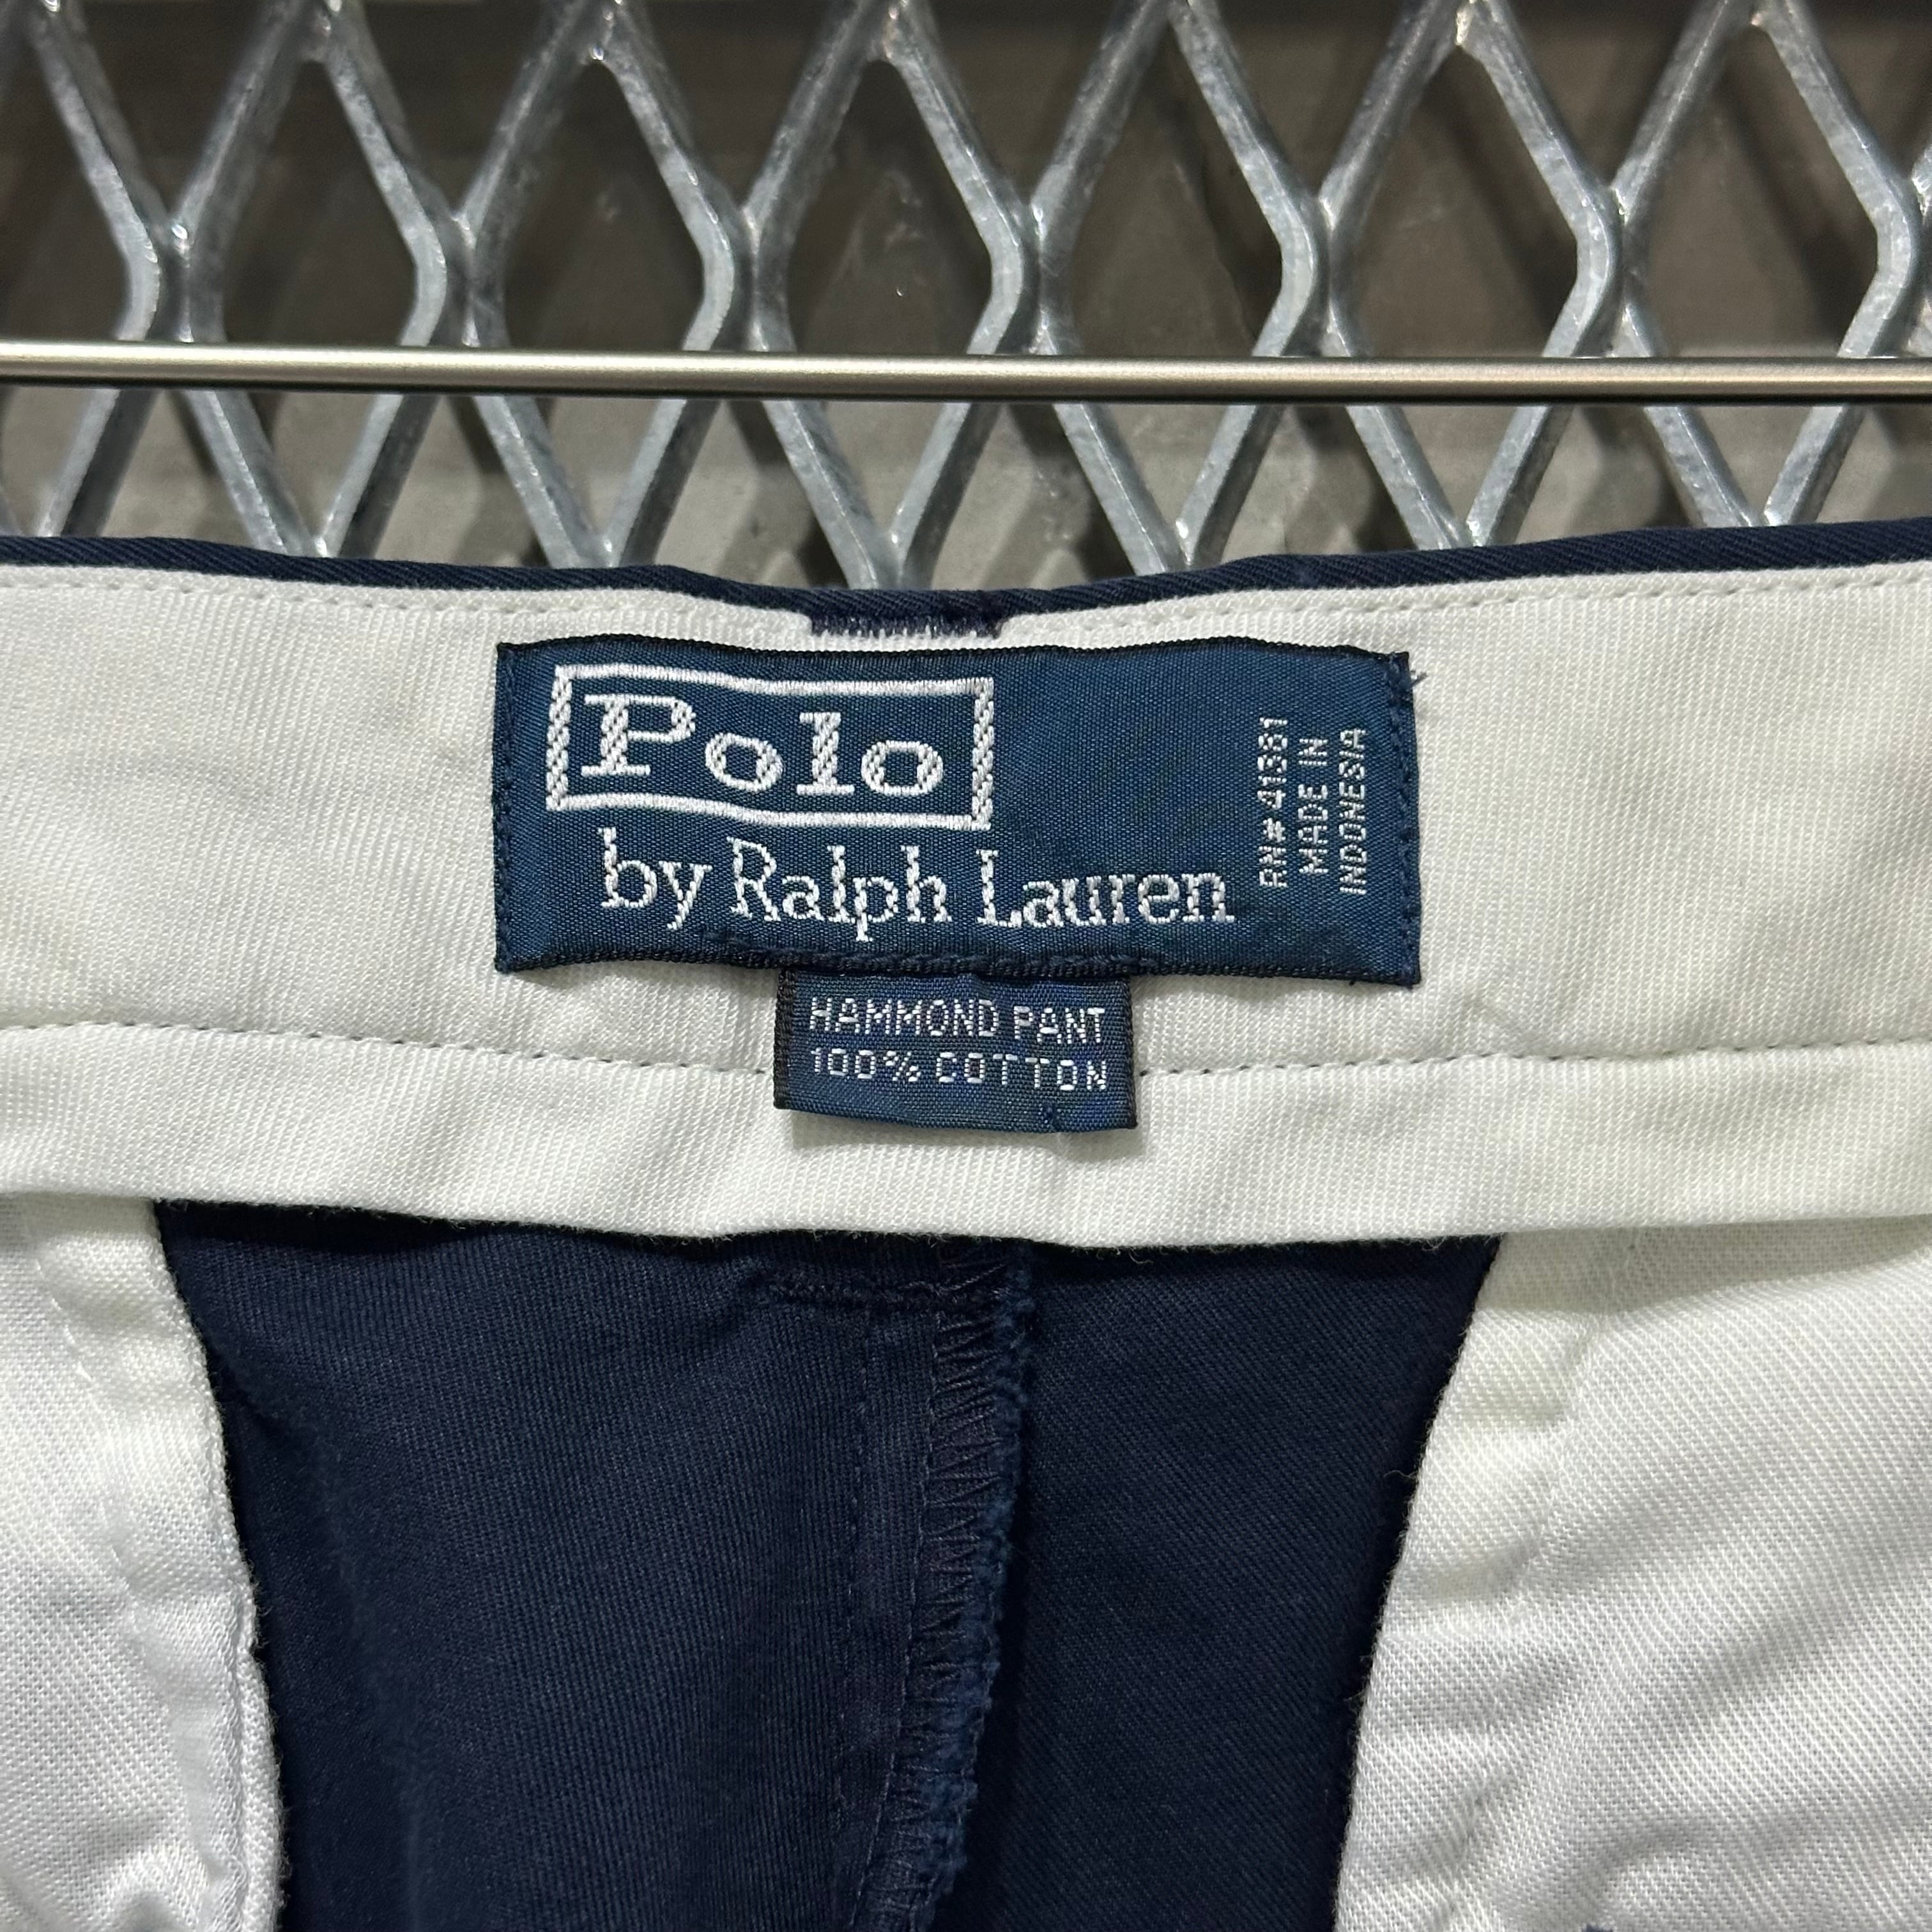 Polo
by Ralph Lauren
RN# 41381
MADE IN
INDONESIA
HAMMOND PANT
100% COTTON